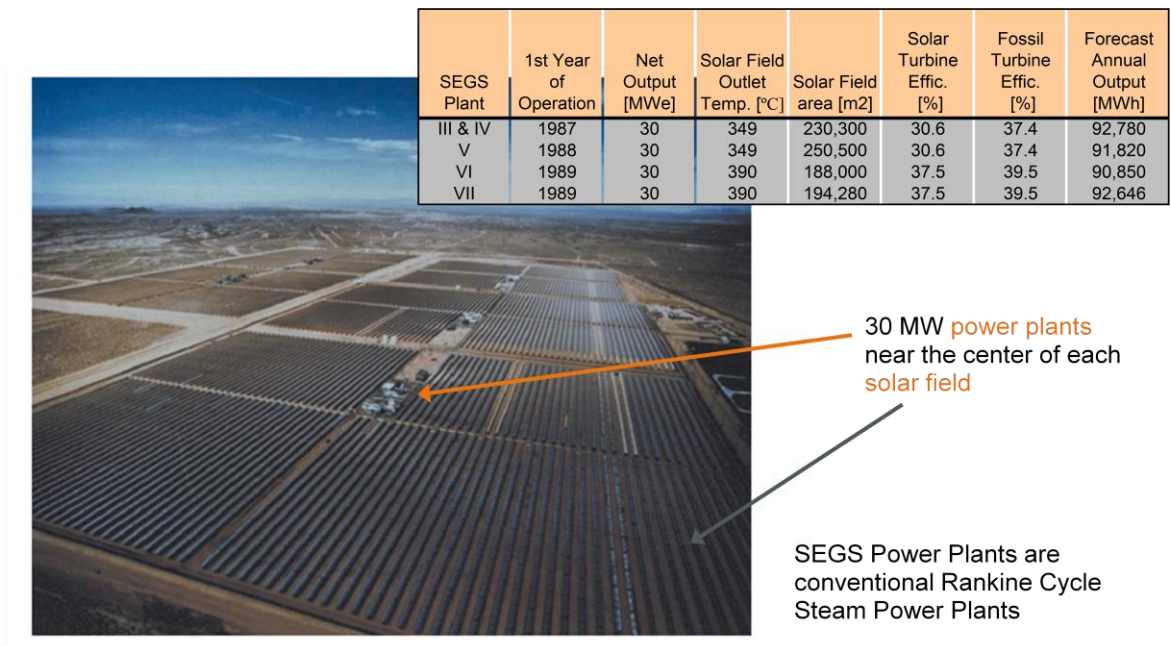 SEGS Plant 1st Year of Operation Net Output [MWe] Solar Field Outlet Temp. [ºC] Solar Field area [m2] Solar Turbine Effic. [%] Fossil Turbine Effic. [%] Forecast Annual Output [MWh]
III & IV 1987 30 349 230,300 30.6 37.4 92,780
V 1988 30 349 250,500 30.6 37.4 91,820
VI 1989 30 390 188,000 37.5 39.5 90,850
VII 1989 30 390 194,280 37.5 39.5 92,646
30 MW power plants
near the center of each
solar field
SEGS Power Plants are
conventional Rankine Cycle
Steam Power Plants